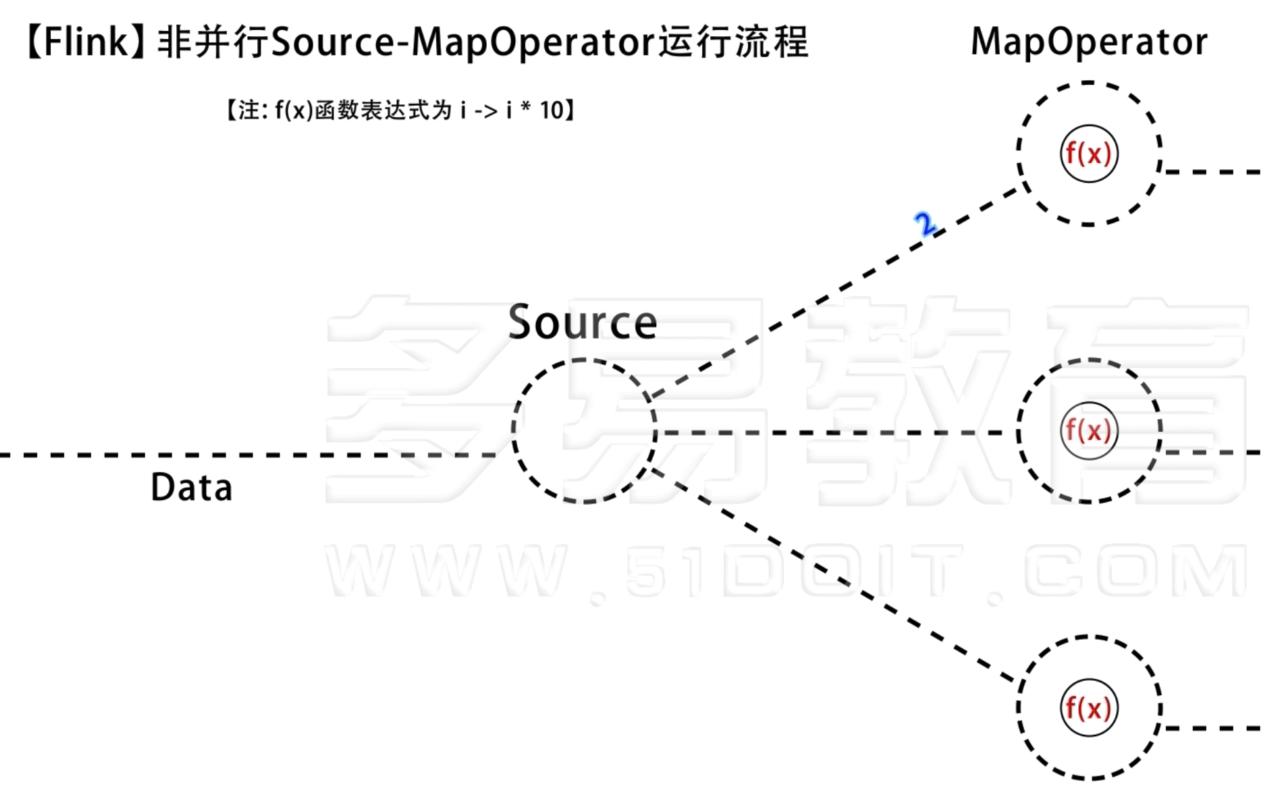 【Flink】非并行Source-MapOperator运行流程
MapOperator
【注: f(x)函数表达式为 i -> i * 10】
f(x)
2
Source
f(x)
Data
f(x)
多易教育
WWW.51DOIT.COM